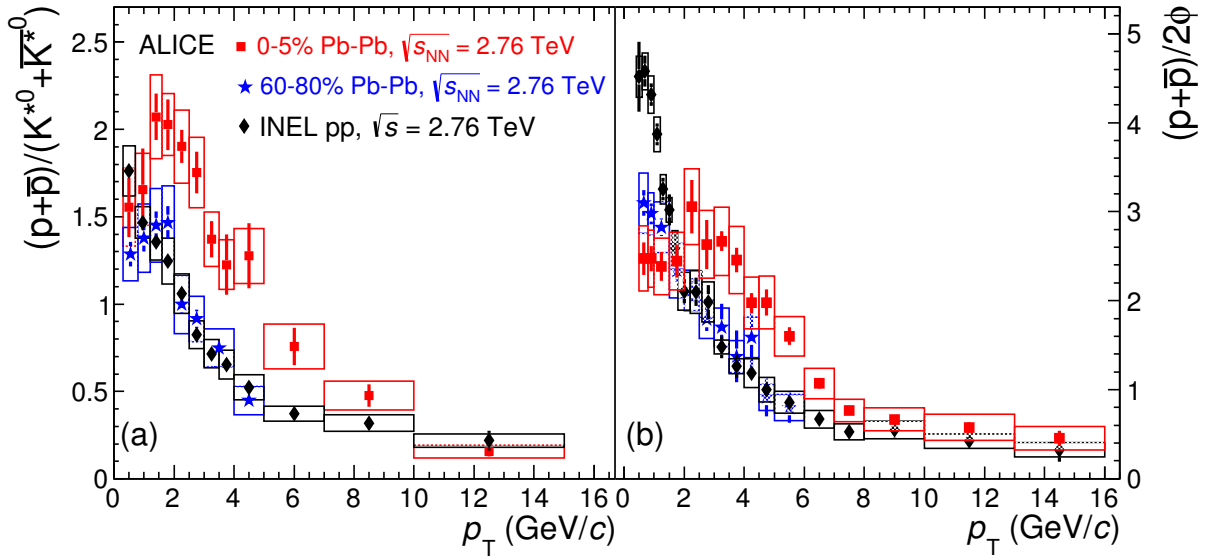 (p+p̅)/(K*⁰+K̅*⁰)
2.5
2
1.5
1
0.5
0
ALICE
0-5% Pb-Pb, √s_NN = 2.76 TeV
60-80% Pb-Pb, √s_NN = 2.76 TeV
INEL pp, √s = 2.76 TeV
(a)
0 2 4 6 8 10 12 14 16
p_T (GeV/c)
(p+p̅)/2ϕ
5
4
3
2
1
0
(b)
0 2 4 6 8 10 12 14 16
p_T (GeV/c)